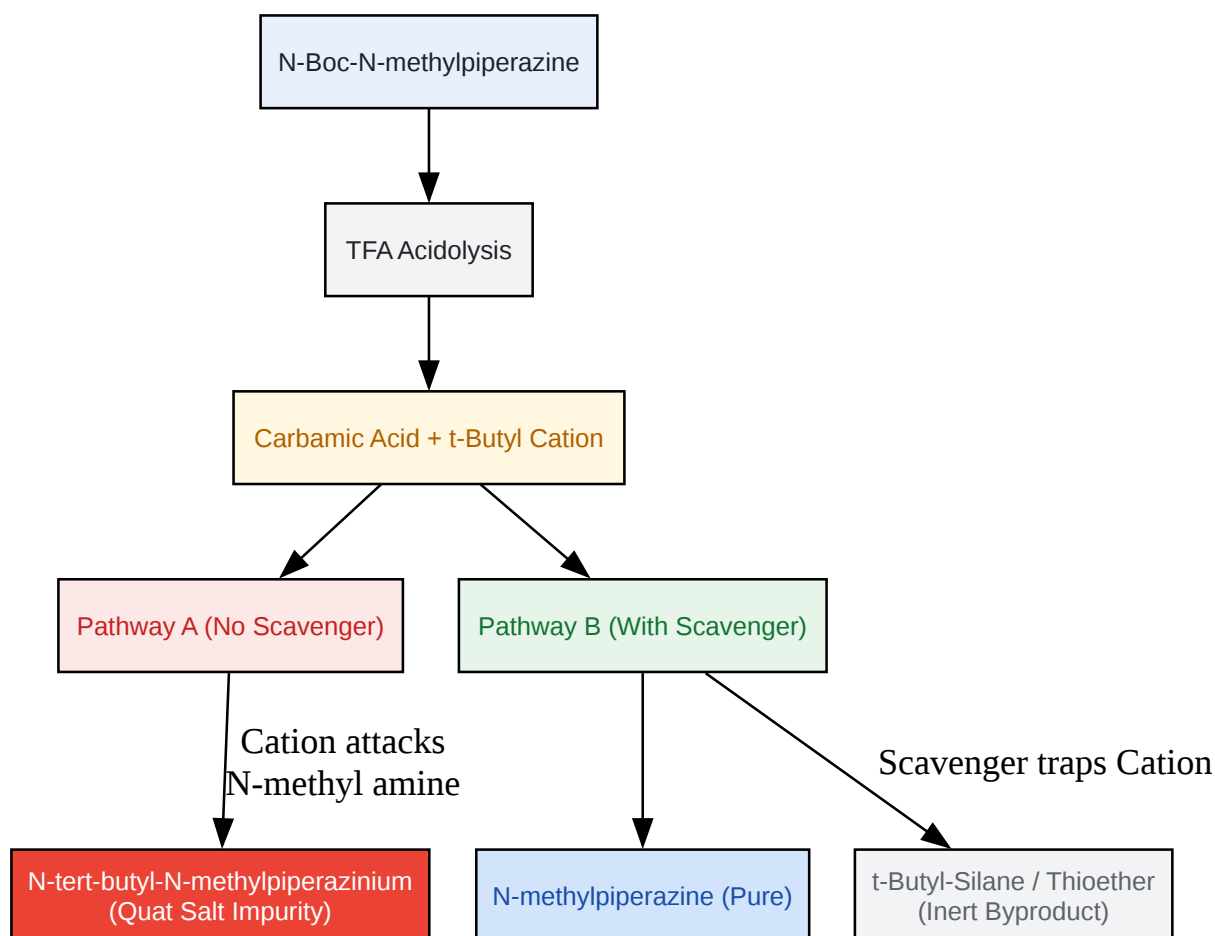 N-Boc-N-methylpiperazine
TFA Acidolysis
Carbamic Acid + t-Butyl Cation
Pathway A (No Scavenger)
Pathway B (With Scavenger)
Cation attacks
N-methyl amine
Scavenger traps Cation
N-tert-butyl-N-methylpiperazinium
(Quat Salt Impurity)
N-methylpiperazine (Pure)
t-Butyl-Silane / Thioether
(Inert Byproduct)